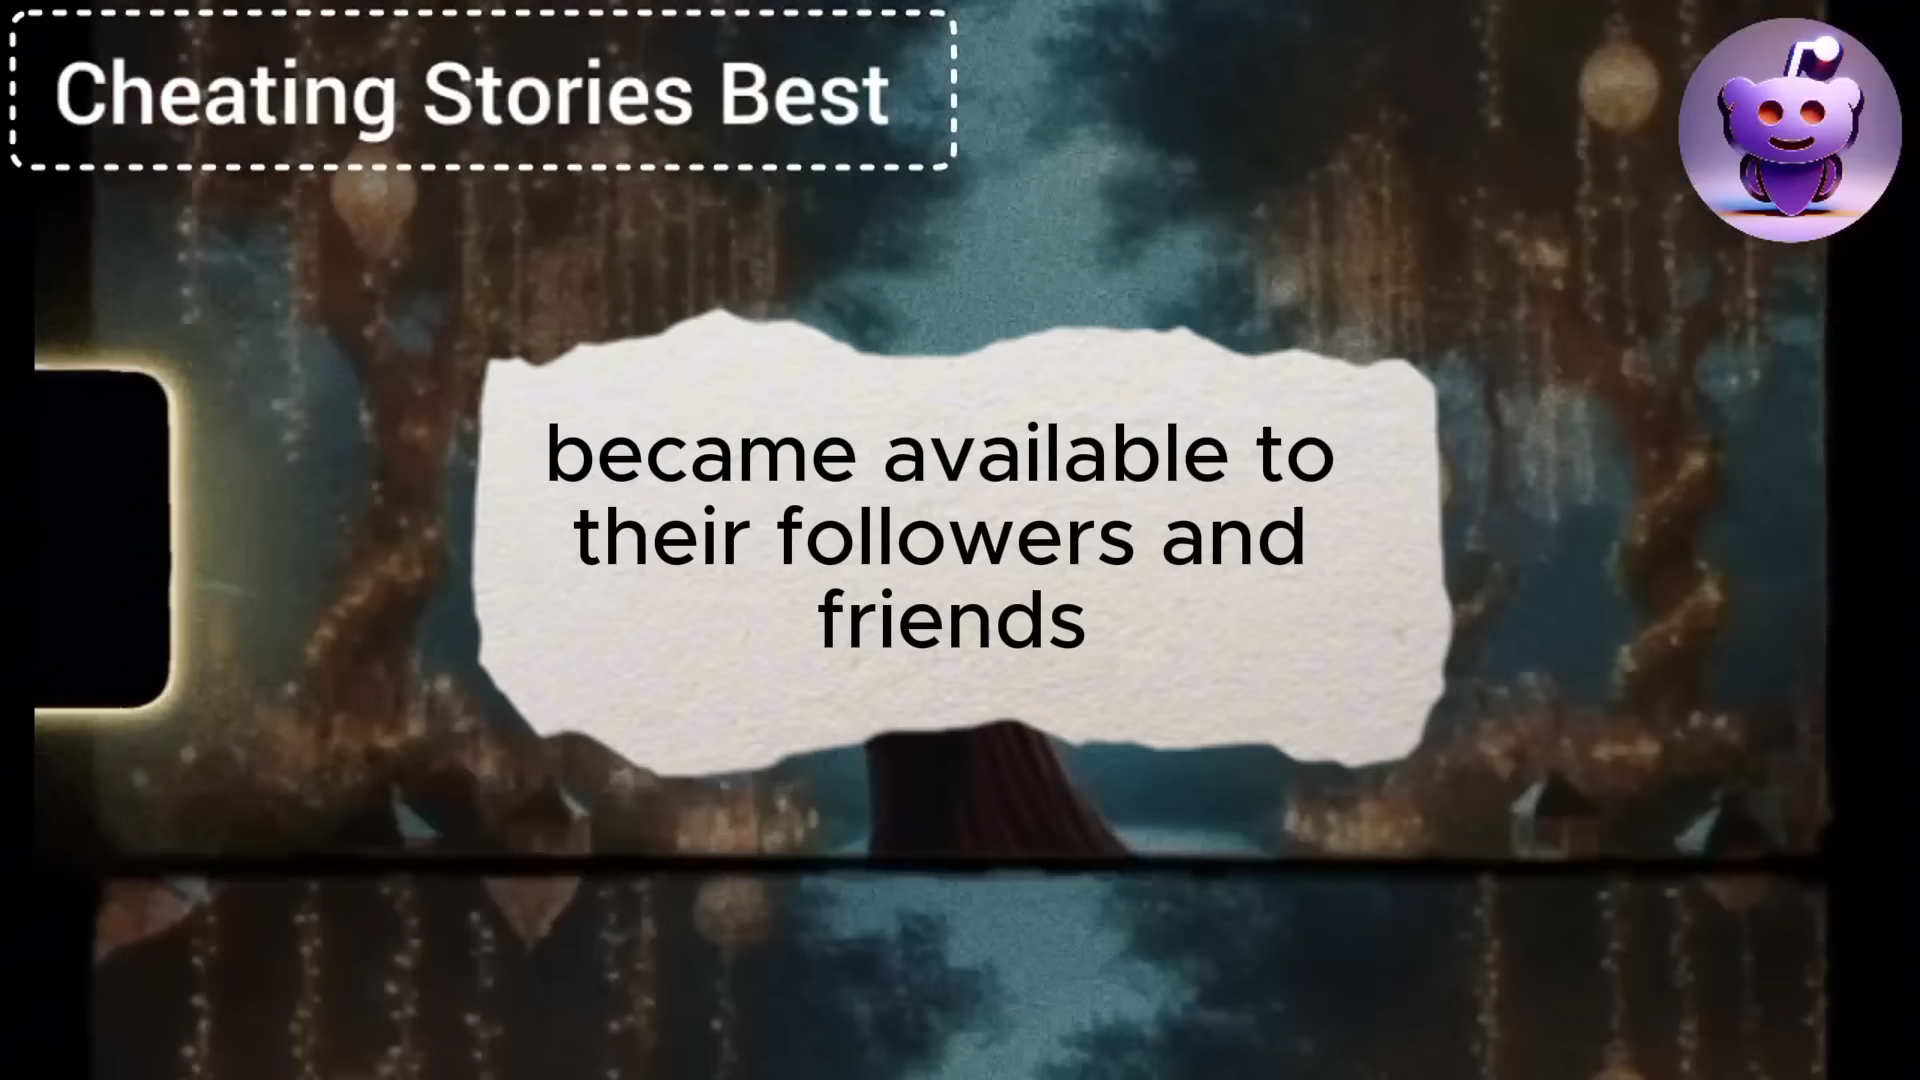 Cheating Stories Best
became available to
their followers and
friends